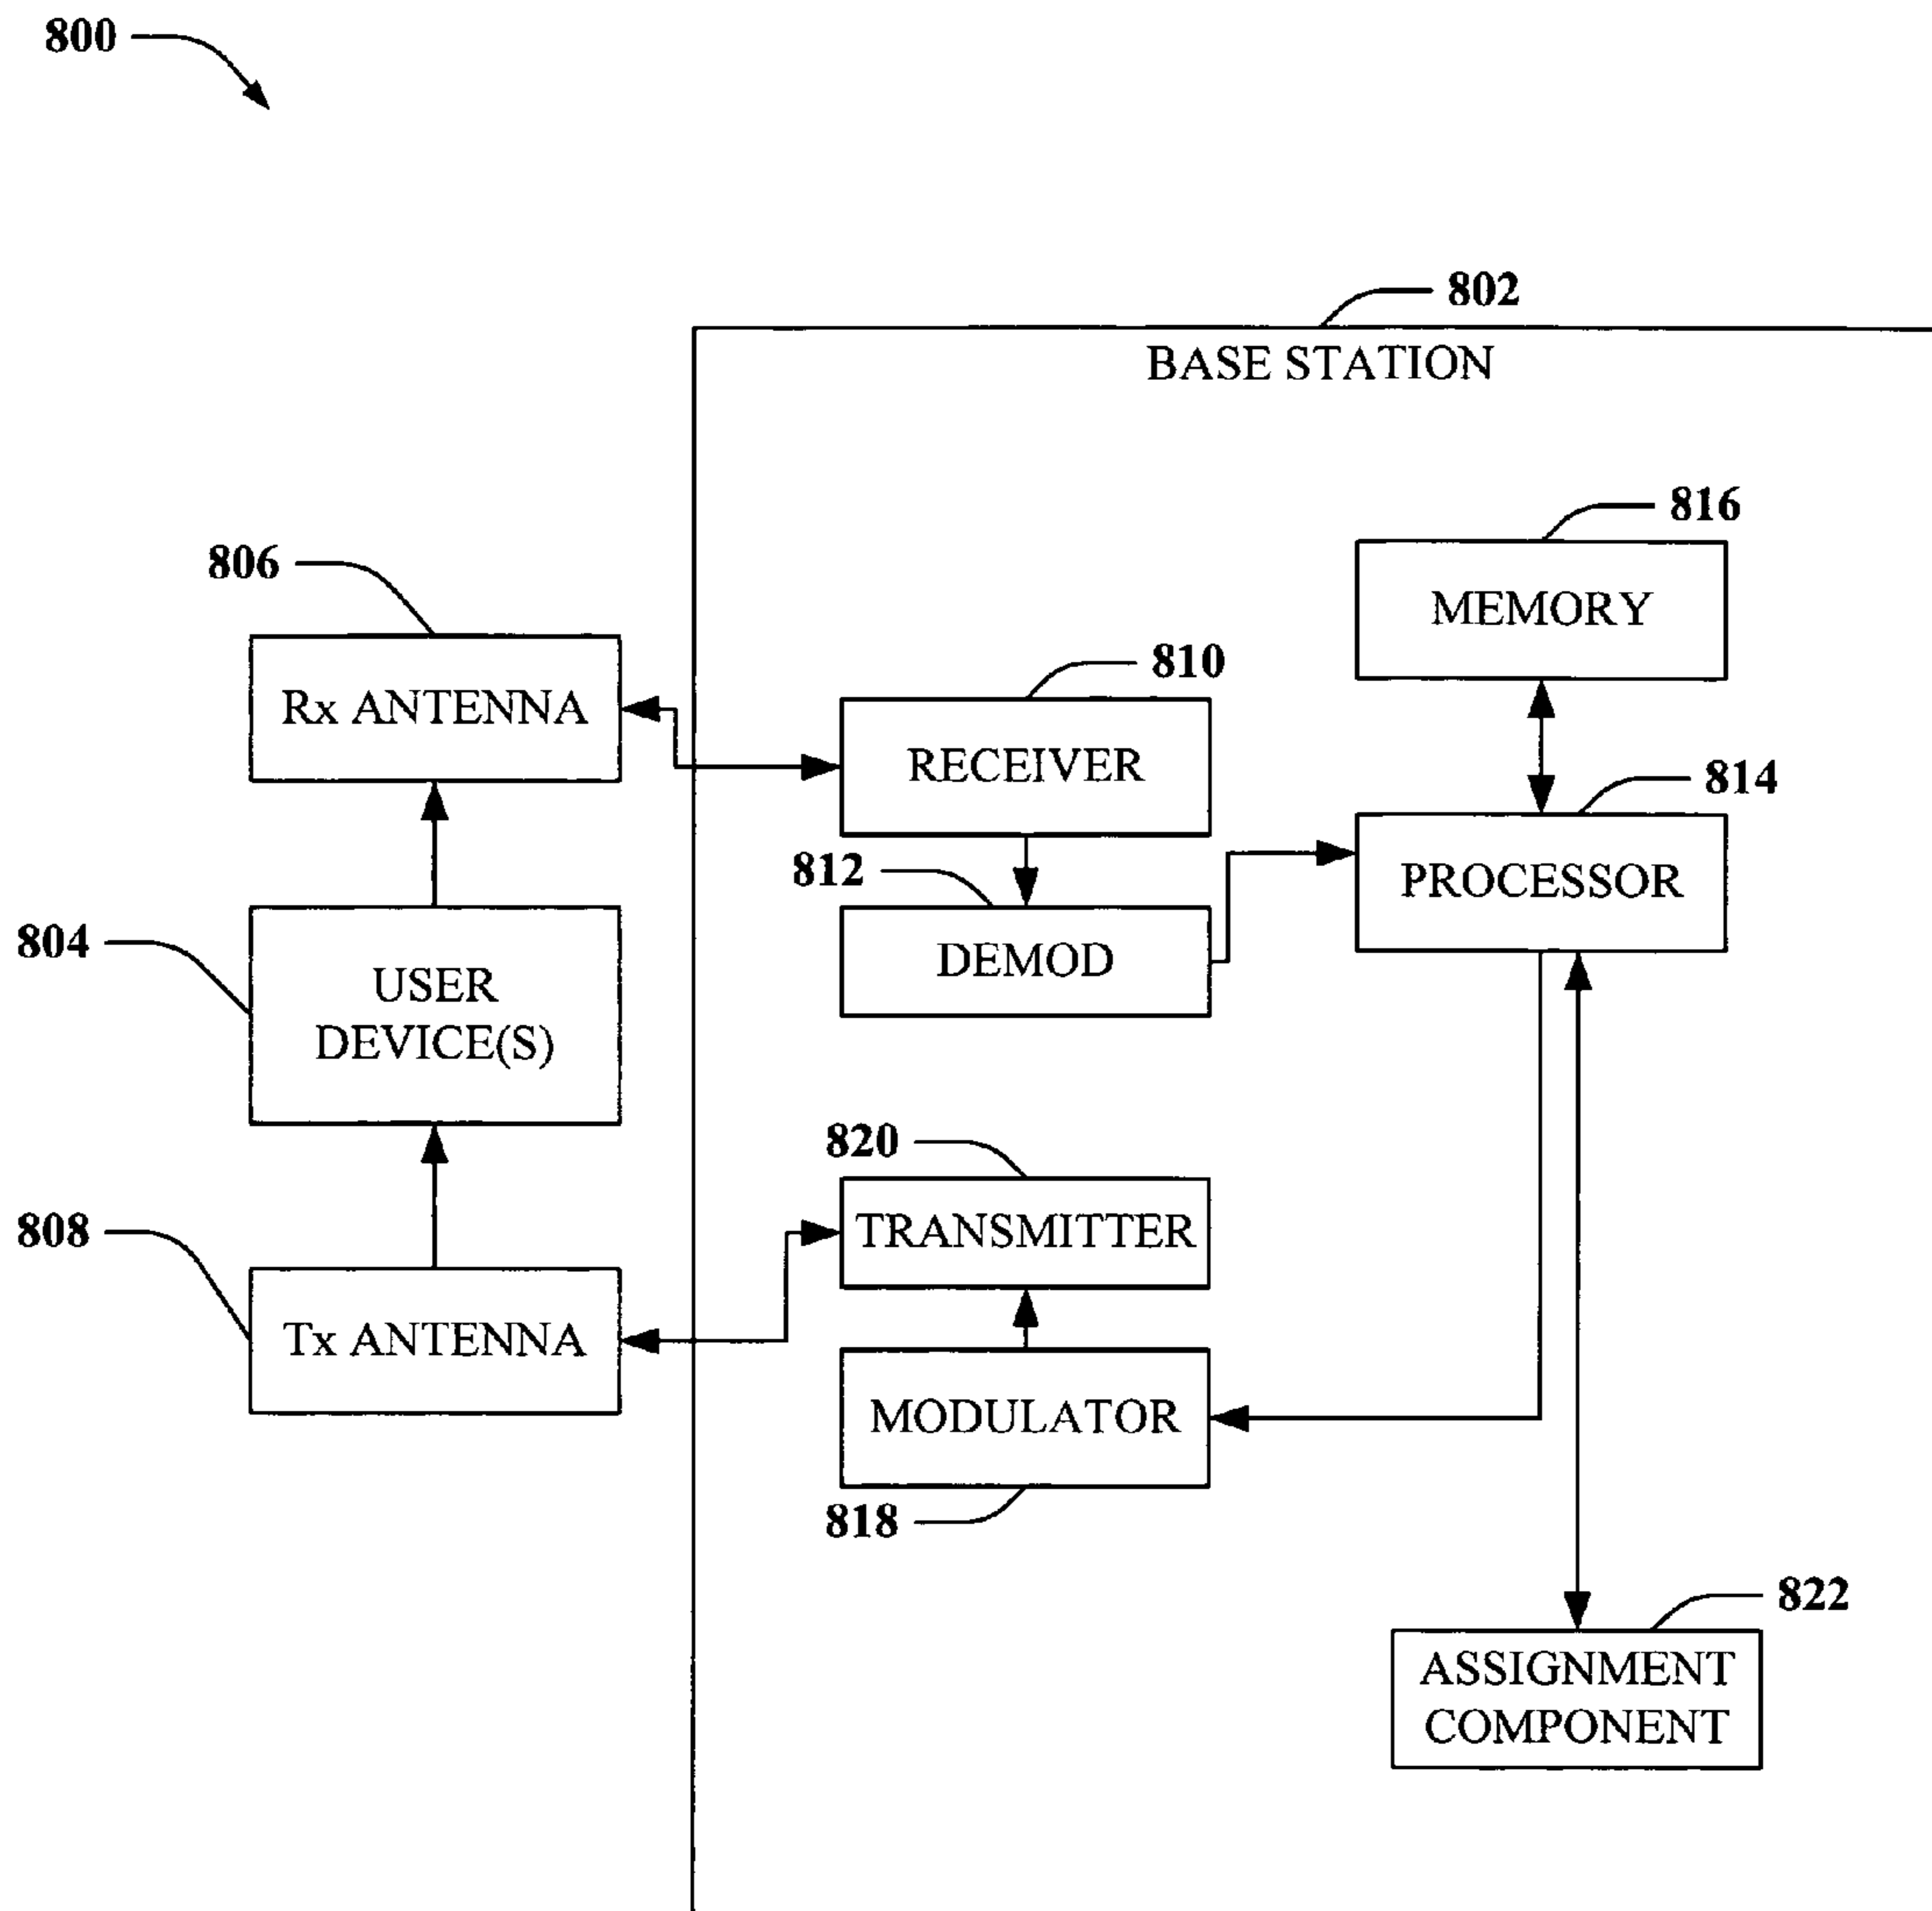 800
802
BASE STATION
816
MEMORY
806
Rx ANTENNA
810
RECEIVER
814
PROCESSOR
812
DEMOD
804
USER
DEVICE(S)
820
TRANSMITTER
808
Tx ANTENNA
MODULATOR
818
822
ASSIGNMENT
COMPONENT